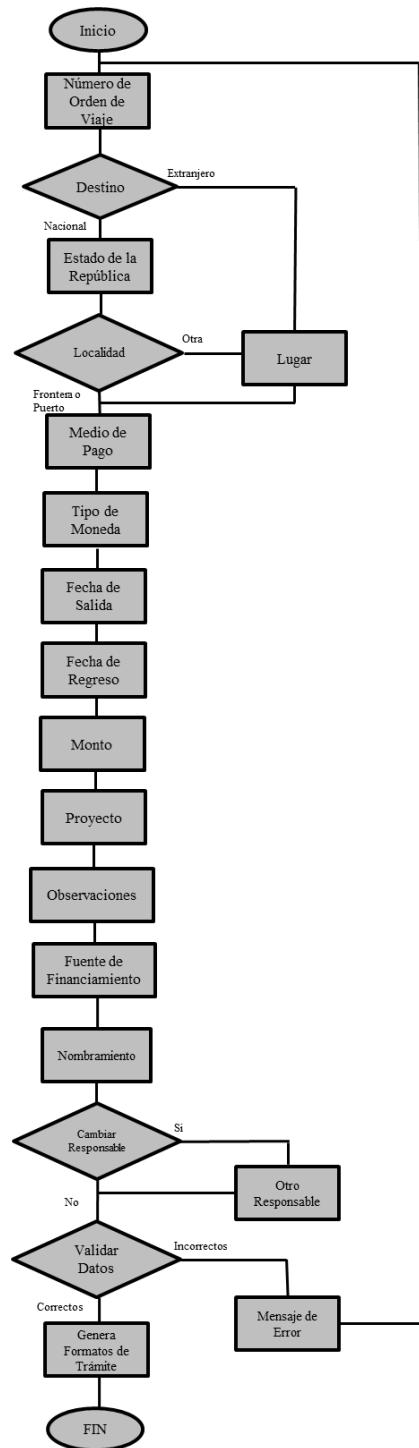 Inicio
Número de
Orden de
Viaje
Destino
Extranjero
Nacional
Estado de la
República
Localidad
Otra
Lugar
Frontera o
Puerto
Medio de
Pago
Tipo de
Moneda
Fecha de
Salida
Fecha de
Regreso
Monto
Proyecto
Observaciones
Fuente de
Financiamiento
Nombramiento
Cambiar
Responsable
Si
Otro
Responsable
No
Validar
Datos
Incorrectos
Mensaje de
Error
Correctos
Genera
Formatos de
Trámite
FIN